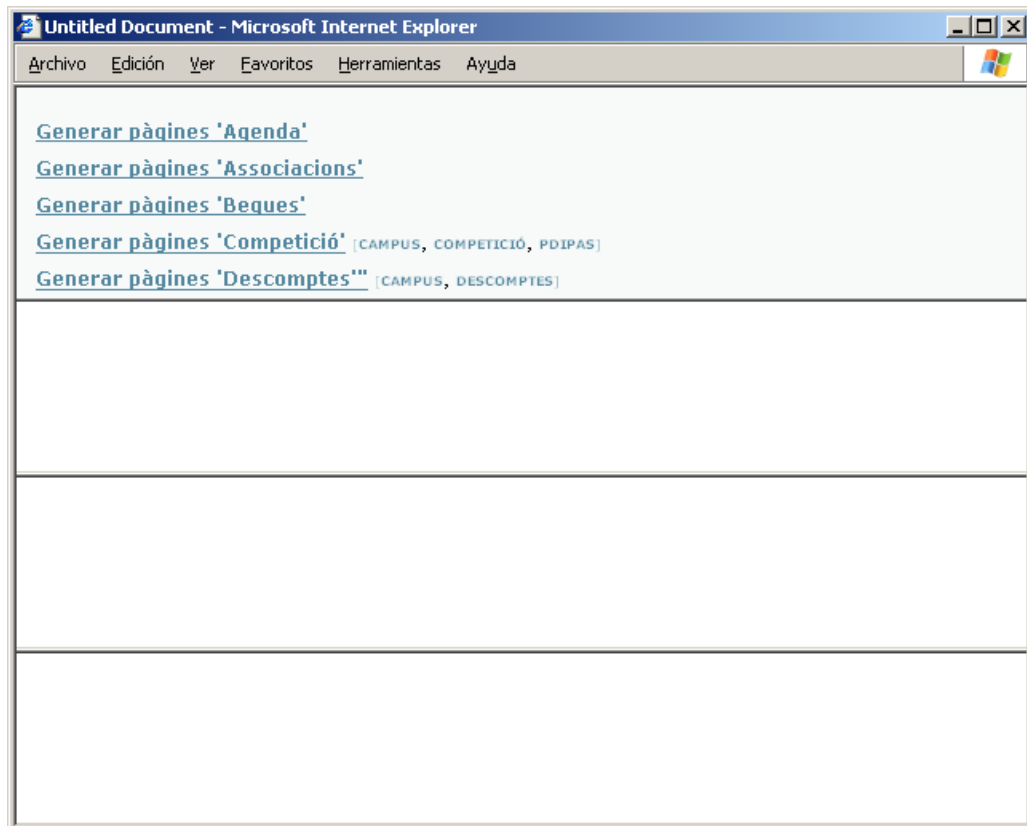 Untitled Document - Microsoft Internet Explorer
Archivo Edición Ver Favoritos Herramientas Ayuda
Generar pàgines 'Agenda'
Generar pàgines 'Associacions'
Generar pàgines 'Beques'
Generar pàgines 'Competició' [CAMPUS, COMPETICIÓ, PDIPAS]
Generar pàgines 'Descomptes'" [CAMPUS, DESCOMPTES]